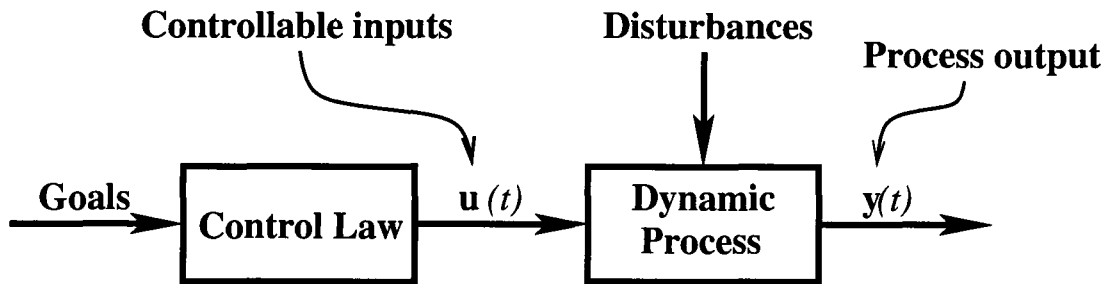 Controllable inputs
Disturbances
Process output
Goals
Control Law
u (t)
Dynamic
Process
y(t)